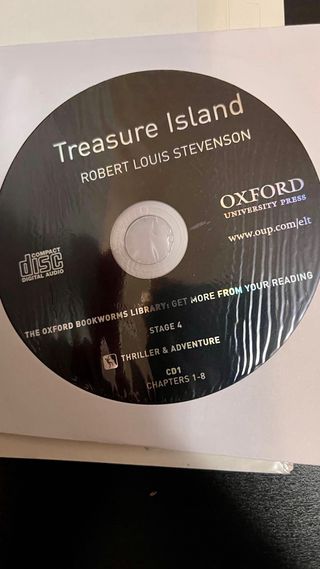 Treasure Island
ROBERT LOUIS STEVENSON
OXFORD
UNIVERSITY PRESS
www.oup.com/elt
COMPACT
disc
DIGITAL AUDIO
THE OXFORD BOOKWORMS LIBRARY: GET MORE FROM YOUR READING
STAGE 4
THRILLER & ADVENTURE
CD1
CHAPTERS 1-8